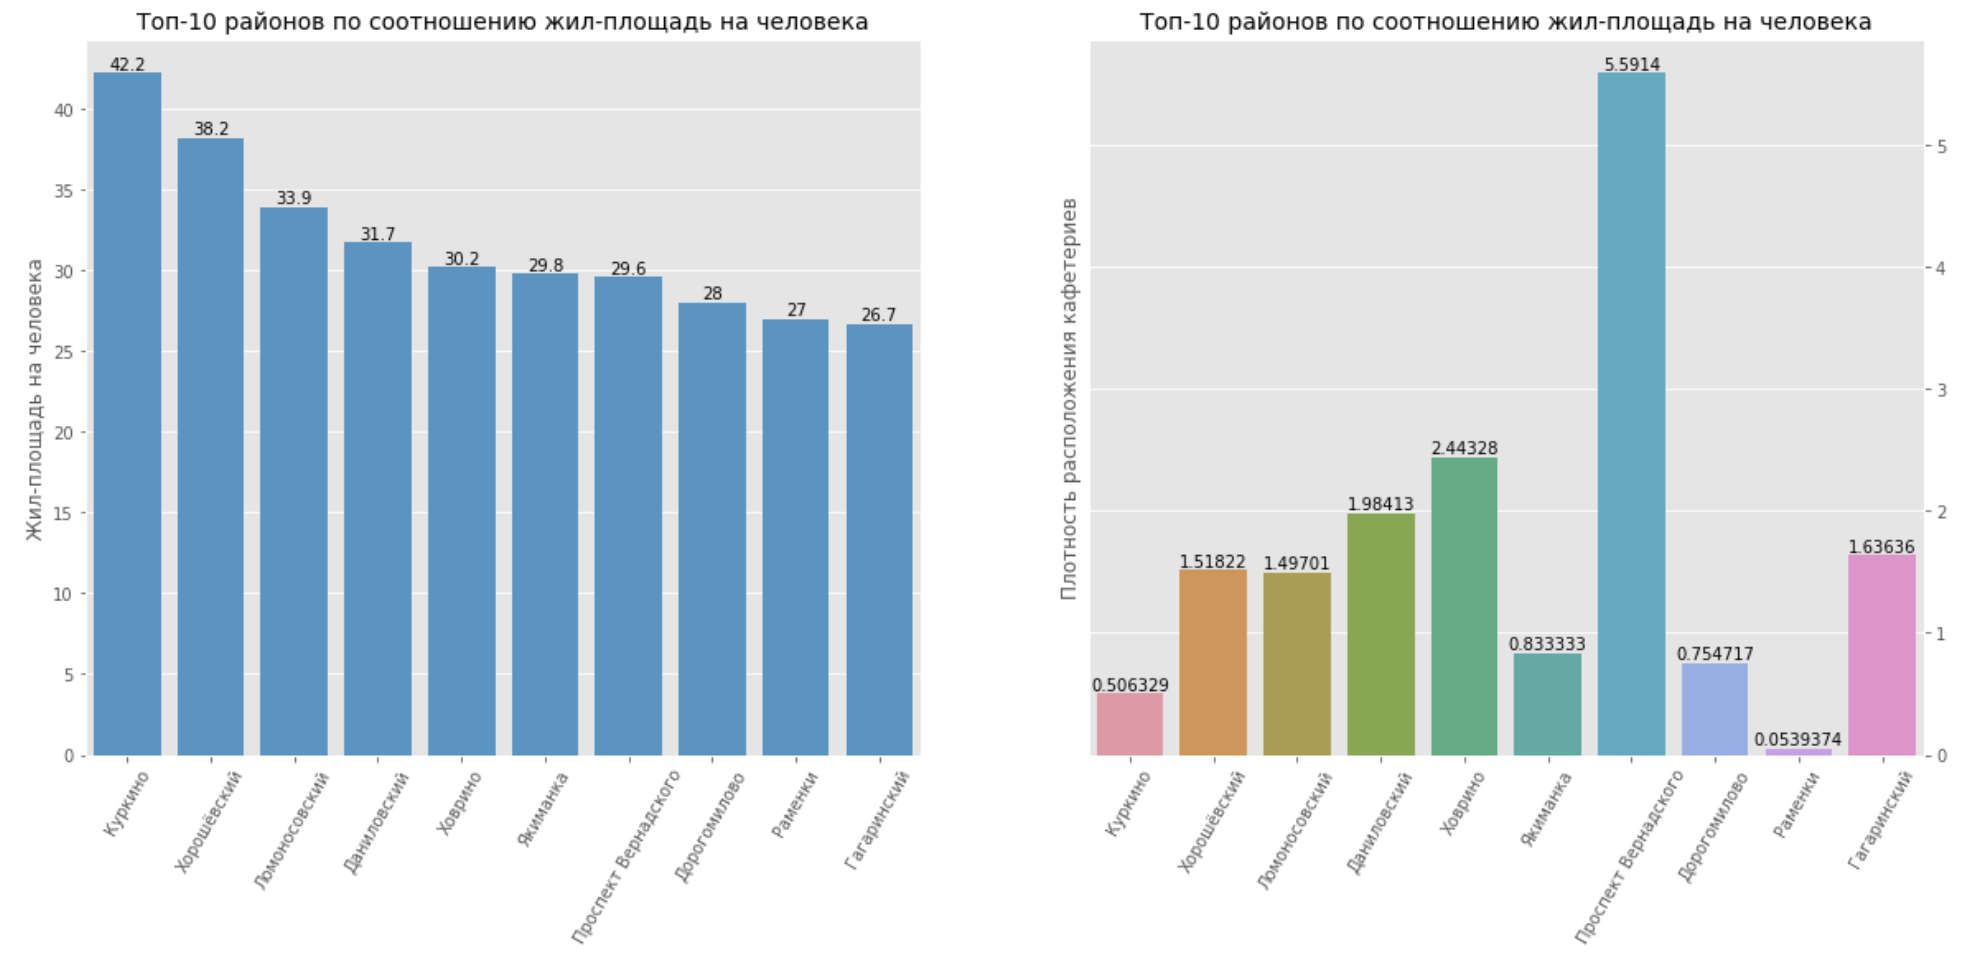 Топ-10 районов по соотношению жил-площадь на человека
Жил-площадь на человека
40
35
30
25
20
15
10
5
0
42.2
38.2
33.9
31.7
30.2
29.8
29.6
28
27
26.7
Куркино
Хорошёвский
Ломоносовский
Даниловский
Ховрино
Якиманка
Проспект Вернадского
Дорогомилово
Раменки
Гагаринский
Топ-10 районов по соотношению жил-площадь на человека
Плотность расположения кафетериев
0.506329
1.51822
1.49701
1.98413
2.44328
0.833333
5.5914
0.754717
0.0539374
1.63636
5
4
3
2
1
0
Куркино
Хорошёвский
Ломоносовский
Даниловский
Ховрино
Якиманка
Проспект Вернадского
Дорогомилово
Раменки
Гагаринский